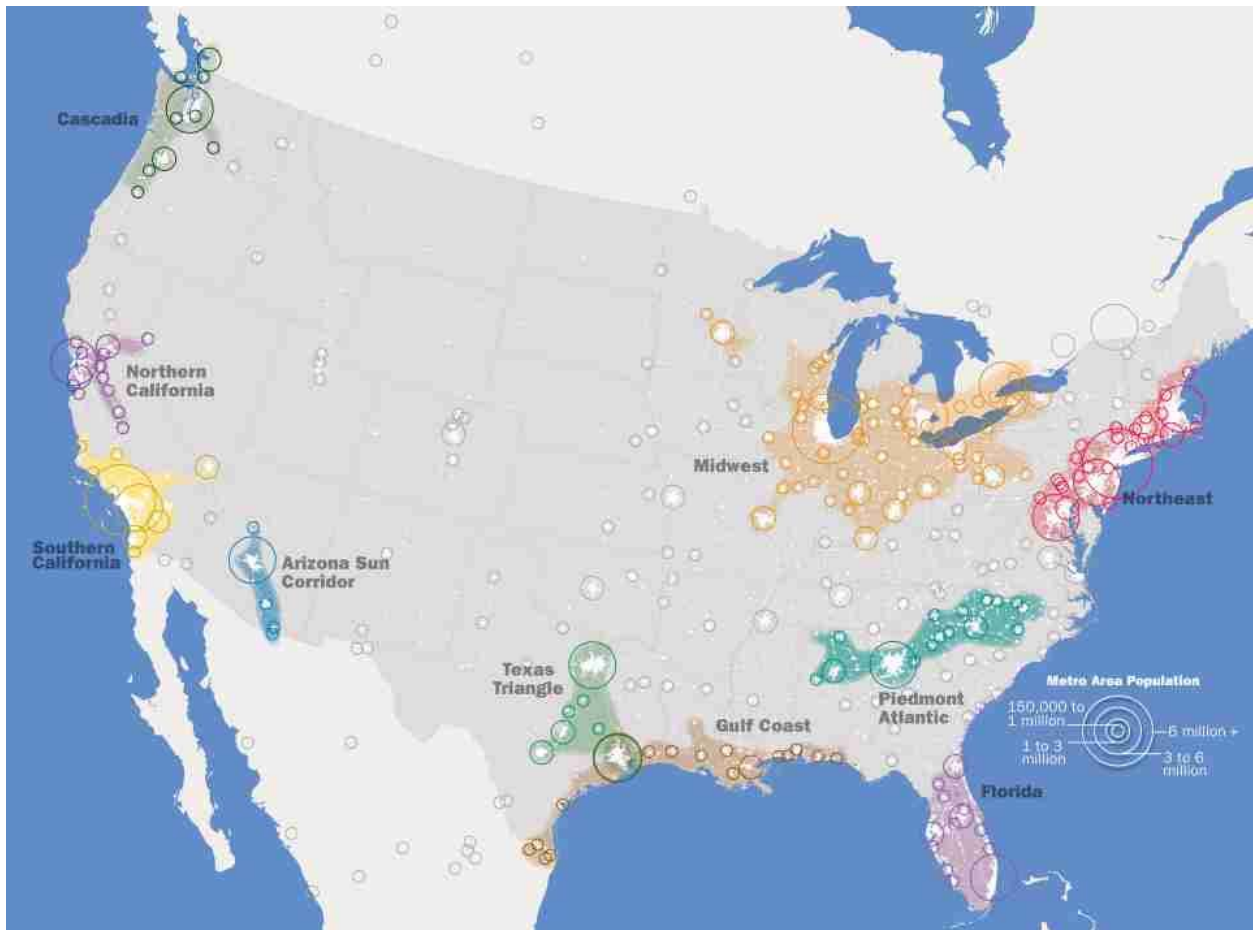 Cascadia
Northern
California
Midwest
Northeast
Southern
California
Arizona Sun
Corridor
Texas
Triangle
Gulf Coast
Piedmont
Atlantic
Florida
Metro Area Population
150,000 to
1 million
1 to 3
million
6 million +
3 to 6
million